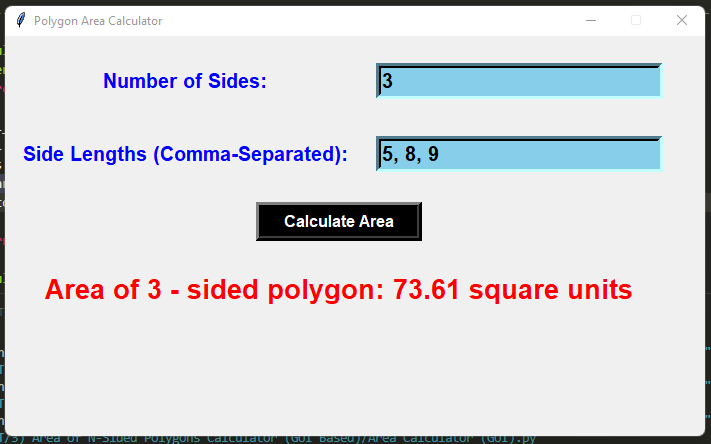 Polygon Area Calculator
Number of Sides:
3
Side Lengths (Comma-Separated):
5, 8, 9
Calculate Area
Area of 3 - sided polygon: 73.61 square units
T/3) Area of N-Sided Polygons Calculator (GUI Based)/Area Calculator (GUI).py